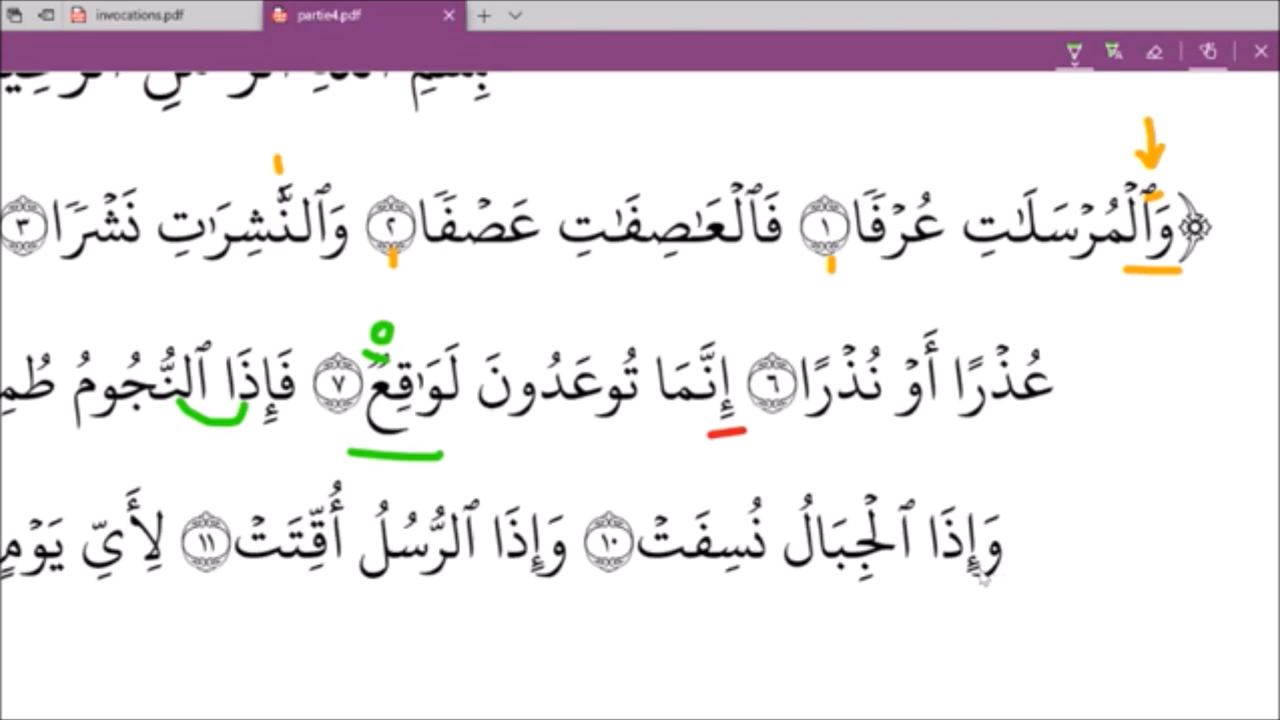 invocations.pdf
partie4.pdf
بِسْمِ ٱللَّهِ
وَٱلْمُرْسَلَٰتِ عُرْفًا ١ فَٱلْعَٰصِفَٰتِ عَصْفًا ٢ وَٱلنَّٰشِرَٰتِ نَشْرًا ٣
عُذْرًا أَوْ نُذْرًا ٦ إِنَّمَا تُوعَدُونَ لَوَٰقِعٌ ٧ فَإِذَا ٱلنُّجُومُ
وَإِذَا ٱلْجِبَالُ نُسِفَتْ ١٠ وَإِذَا ٱلرُّسُلُ أُقِّتَتْ ١١ لِأَيِّ يَوْمٍ